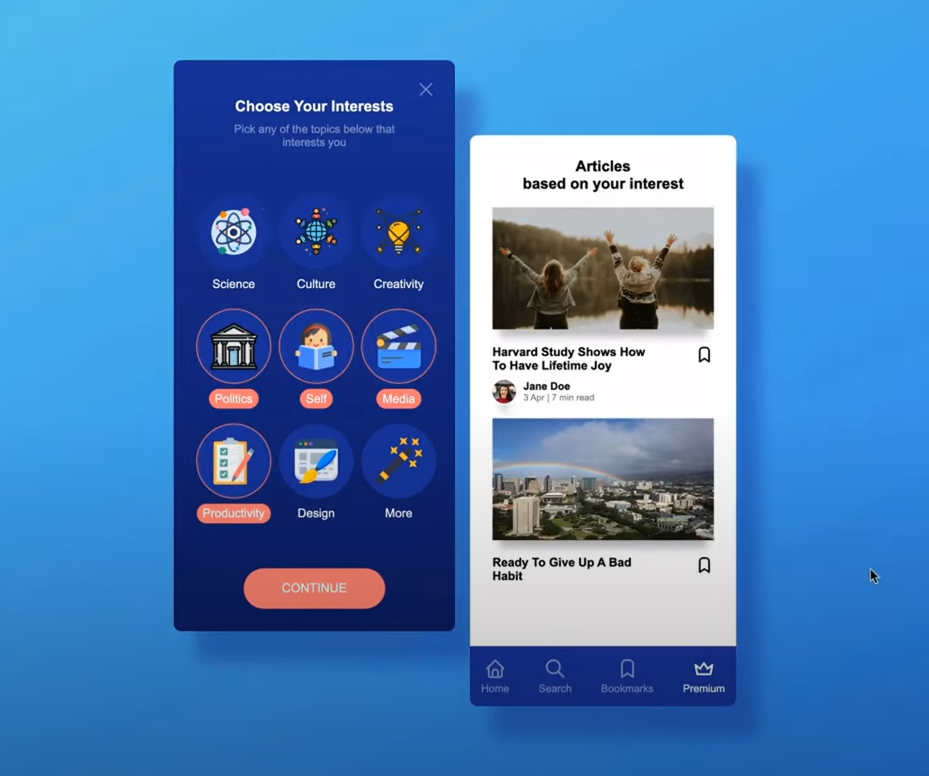 Choose Your Interests
Pick any of the topics below that
interests you
Science
Culture
Creativity
Politics
Self
Media
Productivity
Design
More
CONTINUE
Articles
based on your interest
Harvard Study Shows How
To Have Lifetime Joy
Jane Doe
3 Apr | 7 min read
Ready To Give Up A Bad
Habit
Home
Search
Bookmarks
Premium